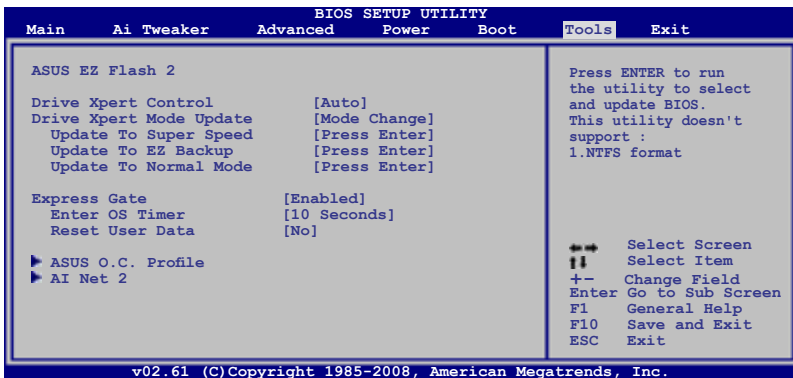 BIOS SETUP UTILITY
Main Ai Tweaker Advanced Power Boot Tools Exit
ASUS EZ Flash 2
Drive Xpert Control [Auto]
Drive Xpert Mode Update [Mode Change]
Update To Super Speed [Press Enter]
Update To EZ Backup [Press Enter]
Update To Normal Mode [Press Enter]
Express Gate [Enabled]
Enter OS Timer [10 Seconds]
Reset User Data [No]
ASUS O.C. Profile
AI Net 2
Press ENTER to run
the utility to select
and update BIOS.
This utility doesn't
support :
1.NTFS format
Select Screen
Select Item
+- Change Field
Enter Go to Sub Screen
F1 General Help
F10 Save and Exit
ESC Exit
v02.61 (C)Copyright 1985-2008, American Megatrends, Inc.